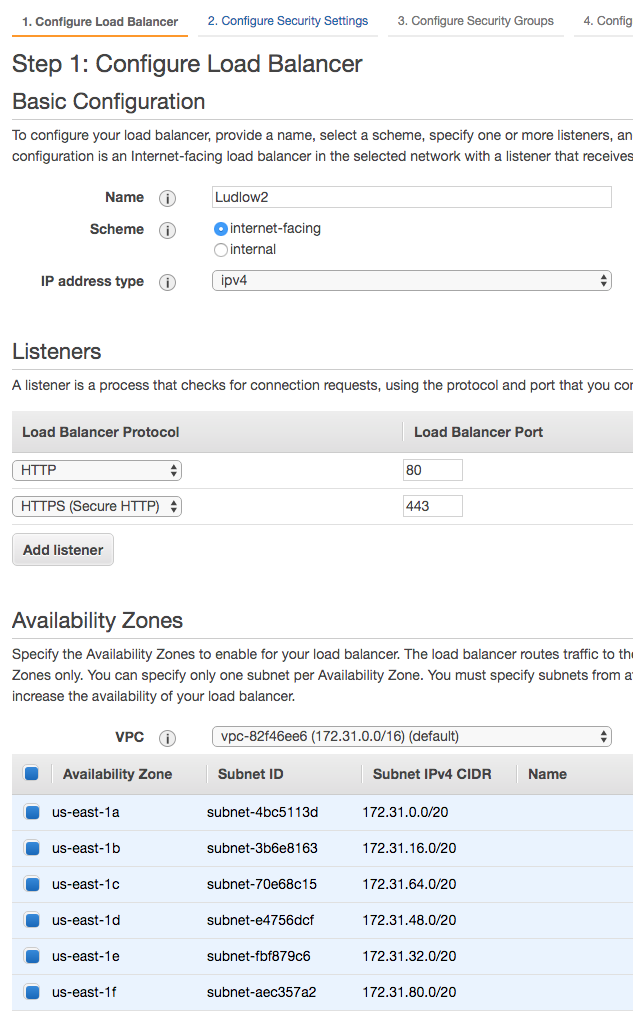 1. Configure Load Balancer 2. Configure Security Settings 3. Configure Security Groups 4. Config
Step 1: Configure Load Balancer
Basic Configuration
To configure your load balancer, provide a name, select a scheme, specify one or more listeners, an
configuration is an Internet-facing load balancer in the selected network with a listener that receives
Name i Ludlow2
Scheme i internet-facing
internal
IP address type i ipv4
Listeners
A listener is a process that checks for connection requests, using the protocol and port that you con
Load Balancer Protocol Load Balancer Port
HTTP 80
HTTPS (Secure HTTP) 443
Add listener
Availability Zones
Specify the Availability Zones to enable for your load balancer. The load balancer routes traffic to the
Zones only. You can specify only one subnet per Availability Zone. You must specify subnets from a
increase the availability of your load balancer.
VPC i vpc-82f46ee6 (172.31.0.0/16) (default)
Availability Zone Subnet ID Subnet IPv4 CIDR Name
us-east-1a subnet-4bc5113d 172.31.0.0/20
us-east-1b subnet-3b6e8163 172.31.16.0/20
us-east-1c subnet-70e68c15 172.31.64.0/20
us-east-1d subnet-e4756dcf 172.31.48.0/20
us-east-1e subnet-fbf879c6 172.31.32.0/20
us-east-1f subnet-aec357a2 172.31.80.0/20